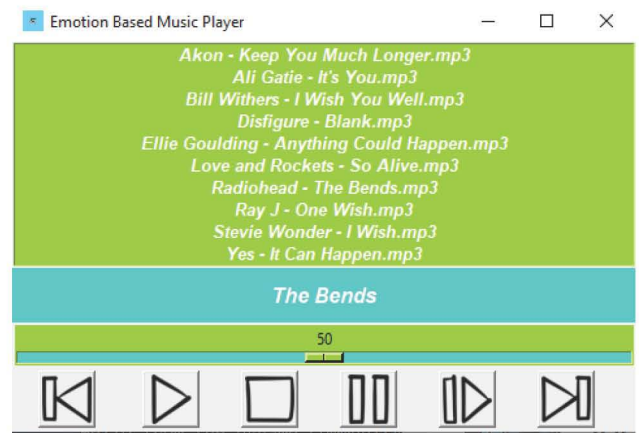 Emotion Based Music Player
Akon - Keep You Much Longer.mp3
Ali Gatie - It's You.mp3
Bill Withers - I Wish You Well.mp3
Disfigure - Blank.mp3
Ellie Goulding - Anything Could Happen.mp3
Love and Rockets - So Alive.mp3
Radiohead - The Bends.mp3
Ray J - One Wish.mp3
Stevie Wonder - I Wish.mp3
Yes - It Can Happen.mp3
The Bends
50